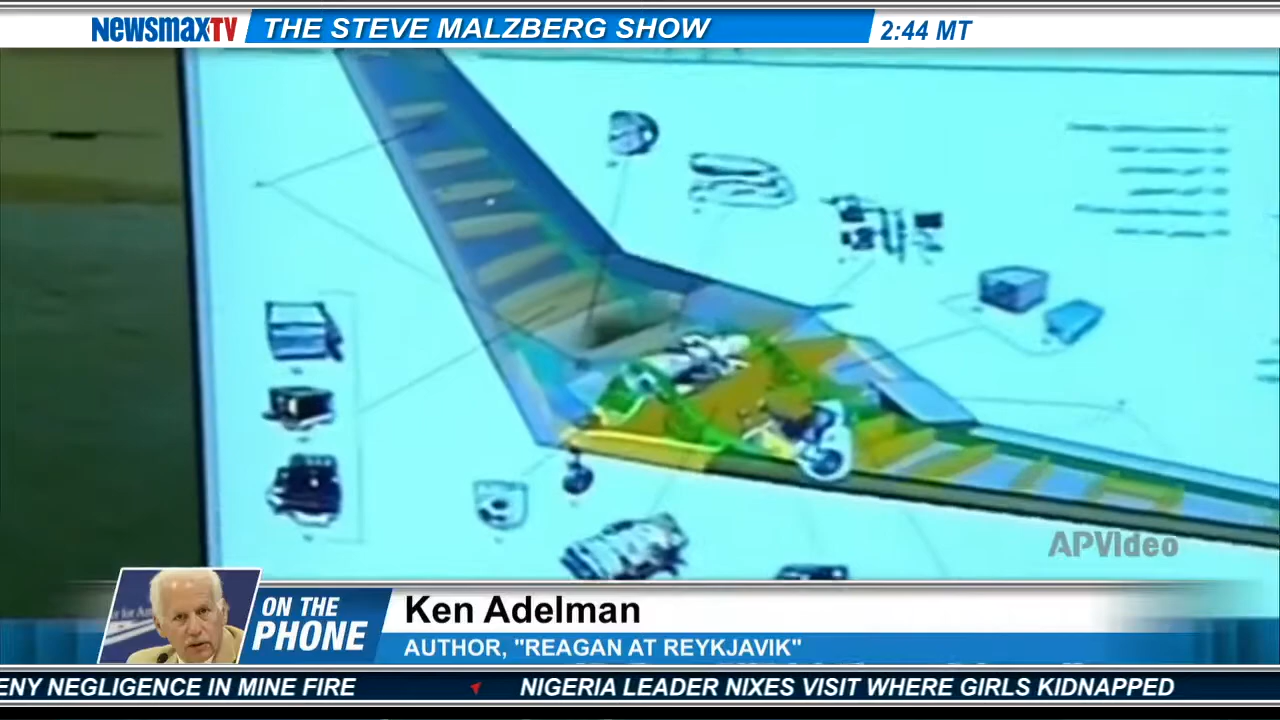 NEWSMAXTV
THE STEVE MALZBERG SHOW
2:44 MT
APVideo
ON THE
PHONE
Ken Adelman
AUTHOR, "REAGAN AT REYKJAVIK"
ENY NEGLIGENCE IN MINE FIRE
NIGERIA LEADER NIXES VISIT WHERE GIRLS KIDNAPPED